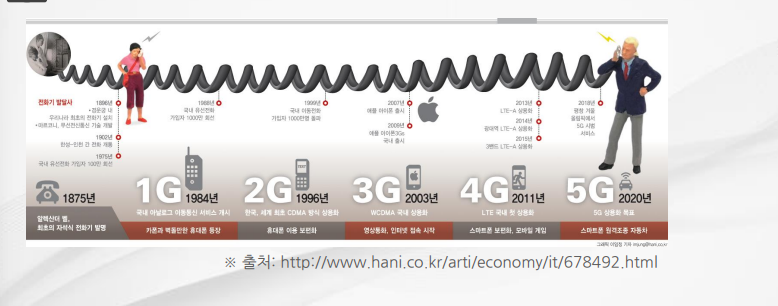 전화기 발달사
1896년
•경운궁 내
우리나라 최초의 전화기 설치
•마르코니, 무선전신통신 기술 개발
1902년
한성~인천 간 전화 개통
1975년
국내 유선전화 가입자 100만 회선
1988년
국내 유선전화
가입자 1000만 회선
1999년
국내 이동전화
가입자 1000만명 돌파
2007년
애플 아이폰 출시
2009년
애플 아이폰3Gs
국내 출시
2013년
LTE-A 상용화
2014년
광대역 LTE-A 상용화
2015년
3밴드 LTE-A 상용화
2018년
평창 겨울
올림픽에서
5G 시범
서비스
1875년
알렉산더 벨,
최초의 자석식 전화기 발명
1G 1984년
국내 아날로그 이동통신 서비스 개시
카폰과 벽돌만한 휴대폰 등장
2G 1996년
한국, 세계 최초 CDMA 방식 상용화
휴대폰 이용 보편화
3G 2003년
WCDMA 국내 상용화
영상통화, 인터넷 접속 시작
4G 2011년
LTE 국내 첫 상용화
스마트폰 보편화, 모바일 게임
5G 2020년
5G 상용화 목표
스마트폰 원격조종 자동차
※ 출처: http://www.hani.co.kr/arti/economy/it/678492.html